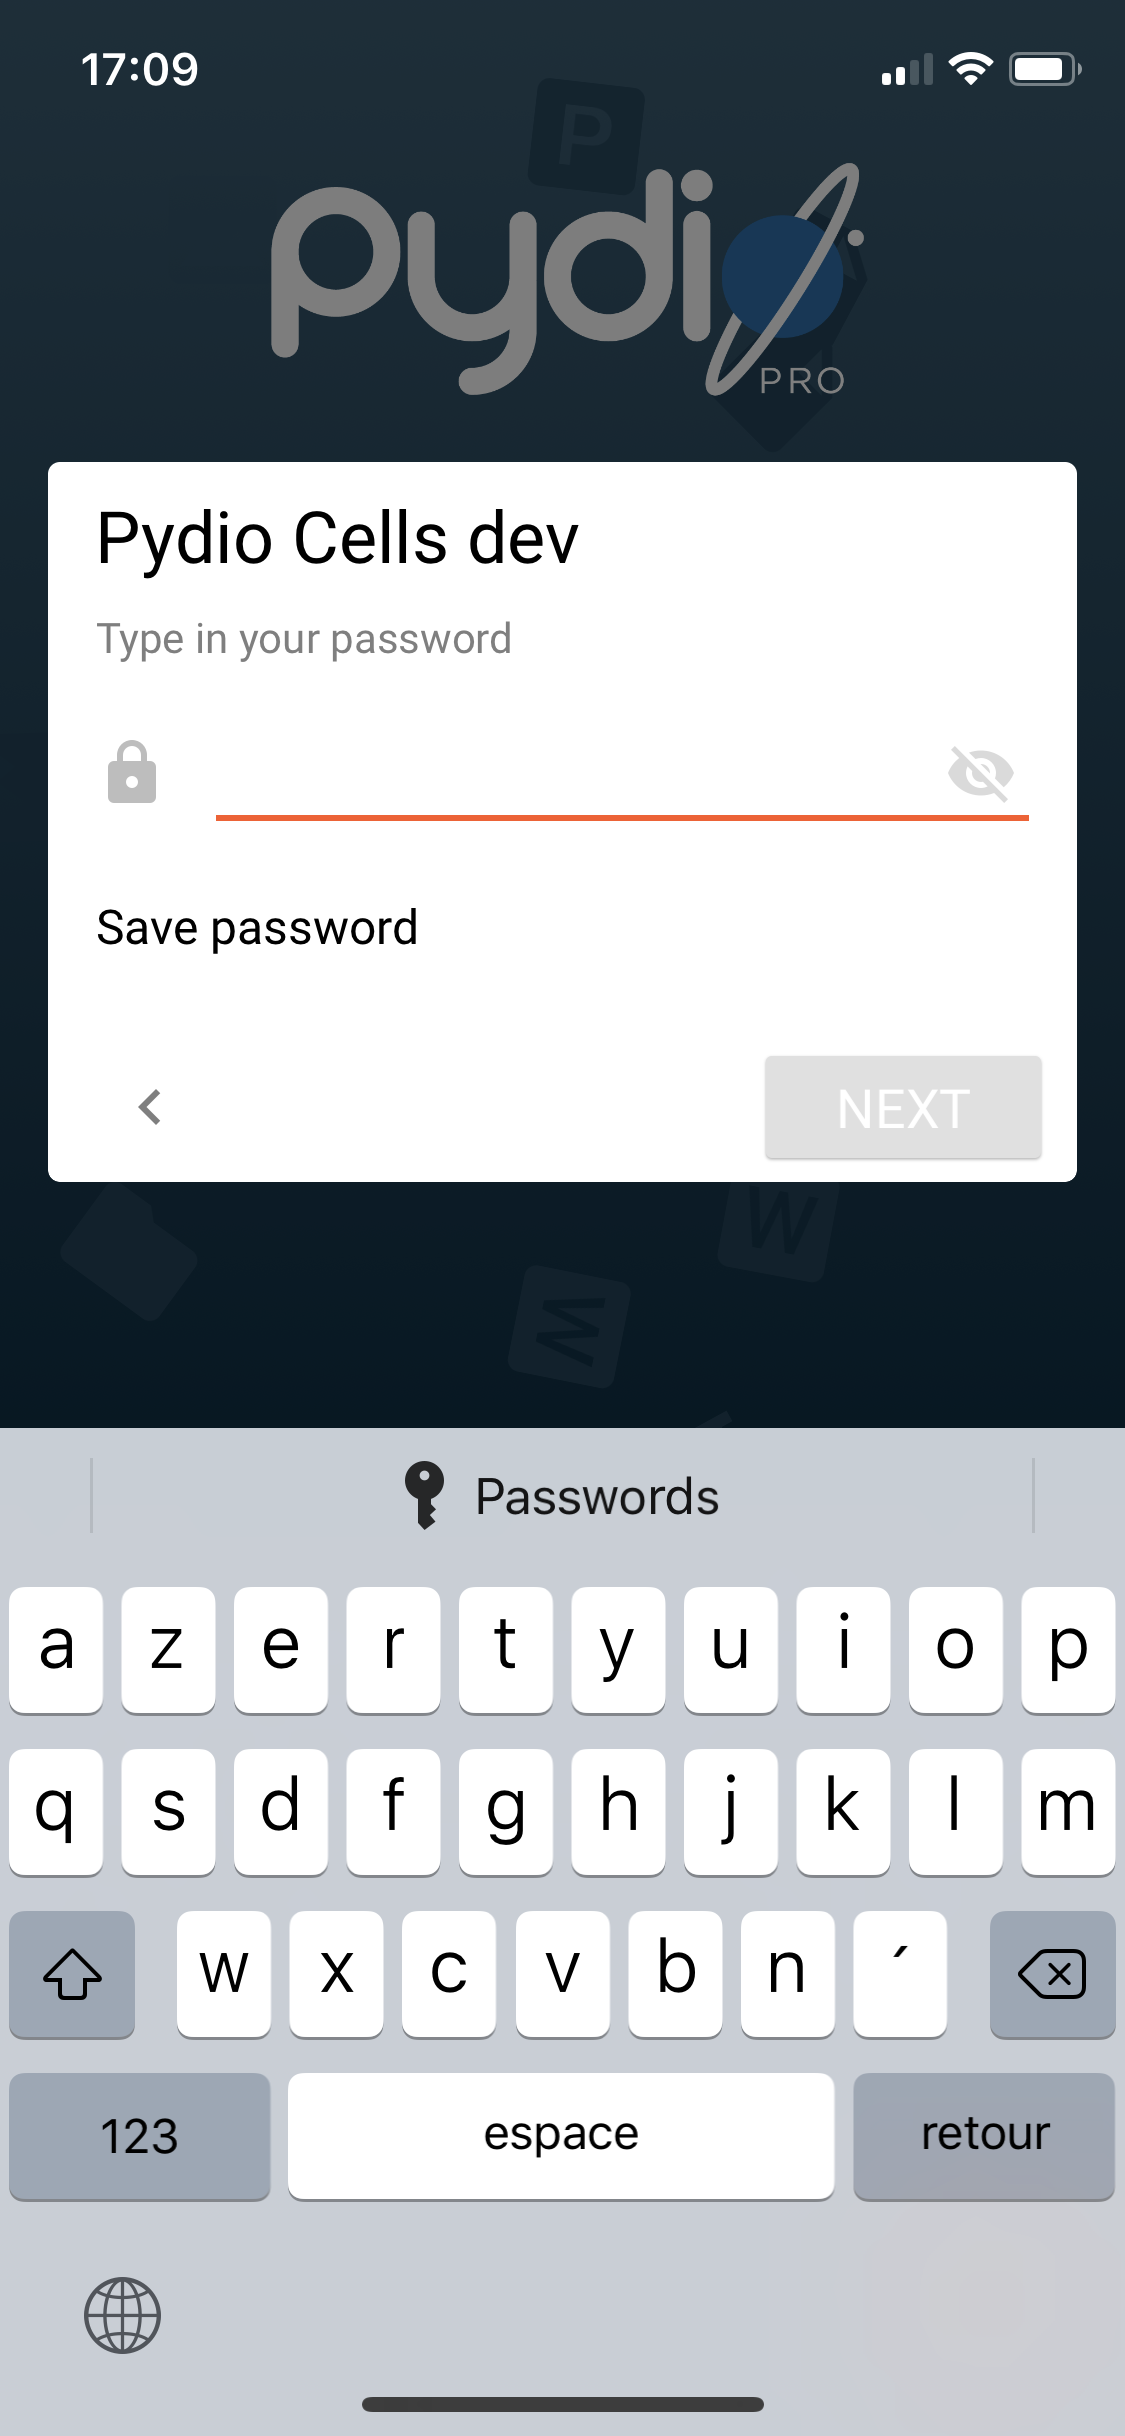 17:09
P
pydio
PRO
Pydio Cells dev
Type in your password
Save password
NEXT
W
W
Passwords
a z e r t y u i o p
q s d f g h j k l m
w x c v b n ´
123 espace retour